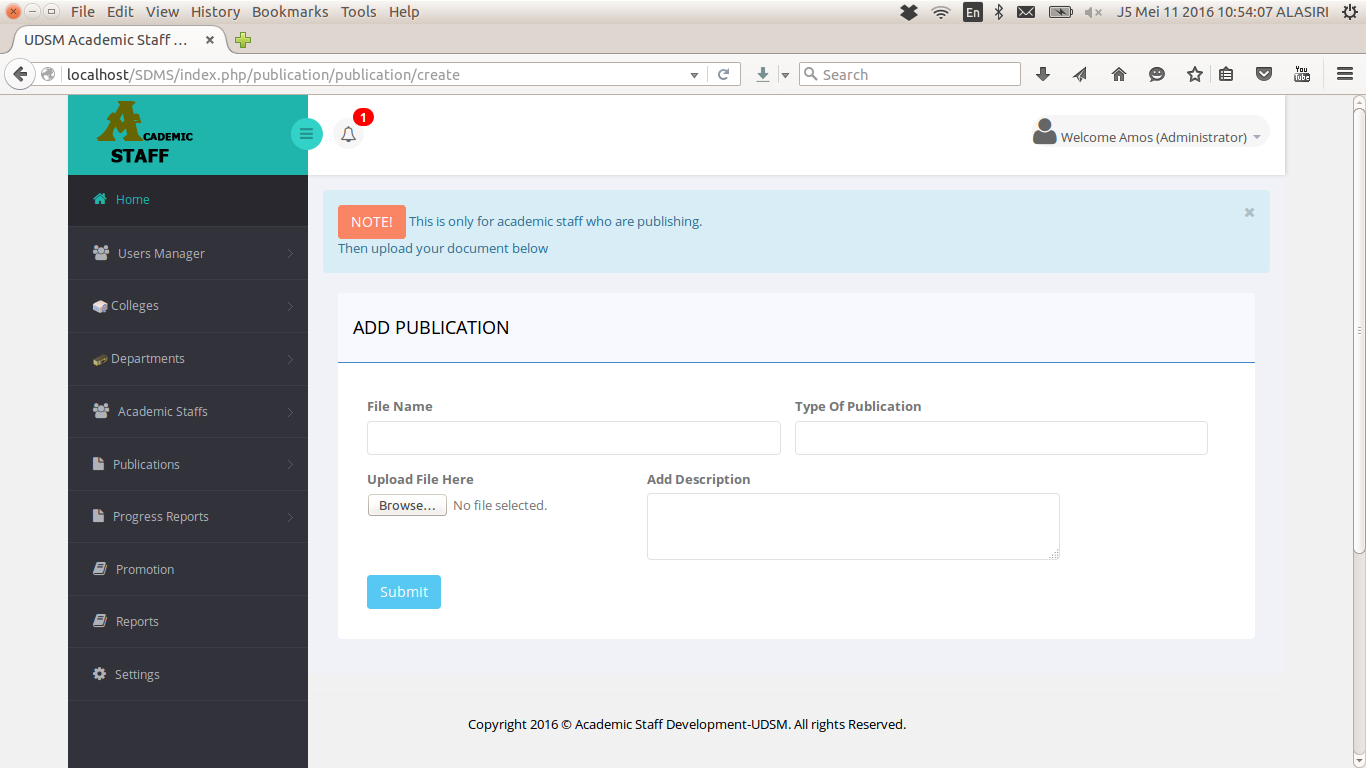 File Edit View History Bookmarks Tools Help
En
J5 Mei 11 2016 10:54:07 ALASIRI
UDSM Academic Staff ...
localhost/SDMS/index.php/publication/publication/create
Search
You Tube
ACADEMIC
STAFF
1
Welcome Amos (Administrator)
Home
Users Manager
Colleges
Departments
Academic Staffs
Publications
Progress Reports
Promotion
Reports
Settings
NOTE! This is only for academic staff who are publishing.
Then upload your document below
ADD PUBLICATION
File Name
Type Of Publication
Upload File Here
Browse... No file selected.
Add Description
Submit
Copyright 2016 © Academic Staff Development-UDSM. All rights Reserved.